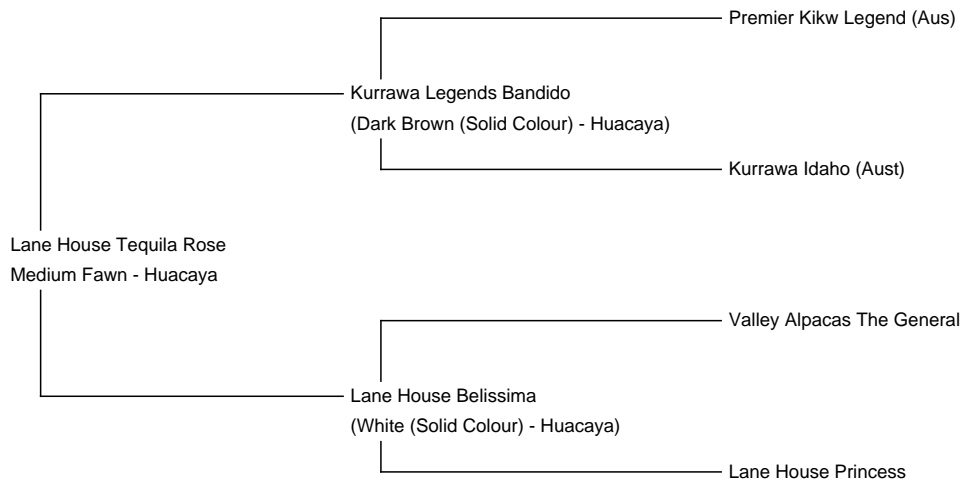 Premier Kikw Legend (Aus)
Kurrawa Legends Bandido
(Dark Brown (Solid Colour) - Huacaya)
Kurrawa Idaho (Aust)
Lane House Tequila Rose
Medium Fawn - Huacaya
Valley Alpacas The General
Lane House Belissima
(White (Solid Colour) - Huacaya)
Lane House Princess